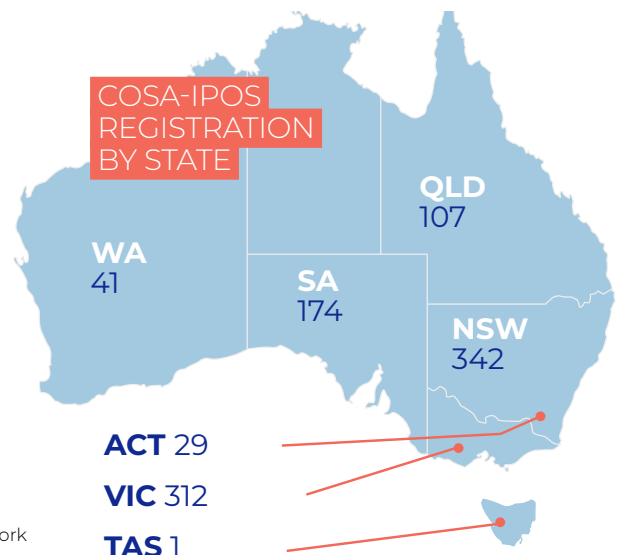 COSA-IPOS
REGISTRATION
BY STATE
QLD
107
WA
41
SA
174
NSW
342
ACT 29
VIC 312
ork
TAS 1